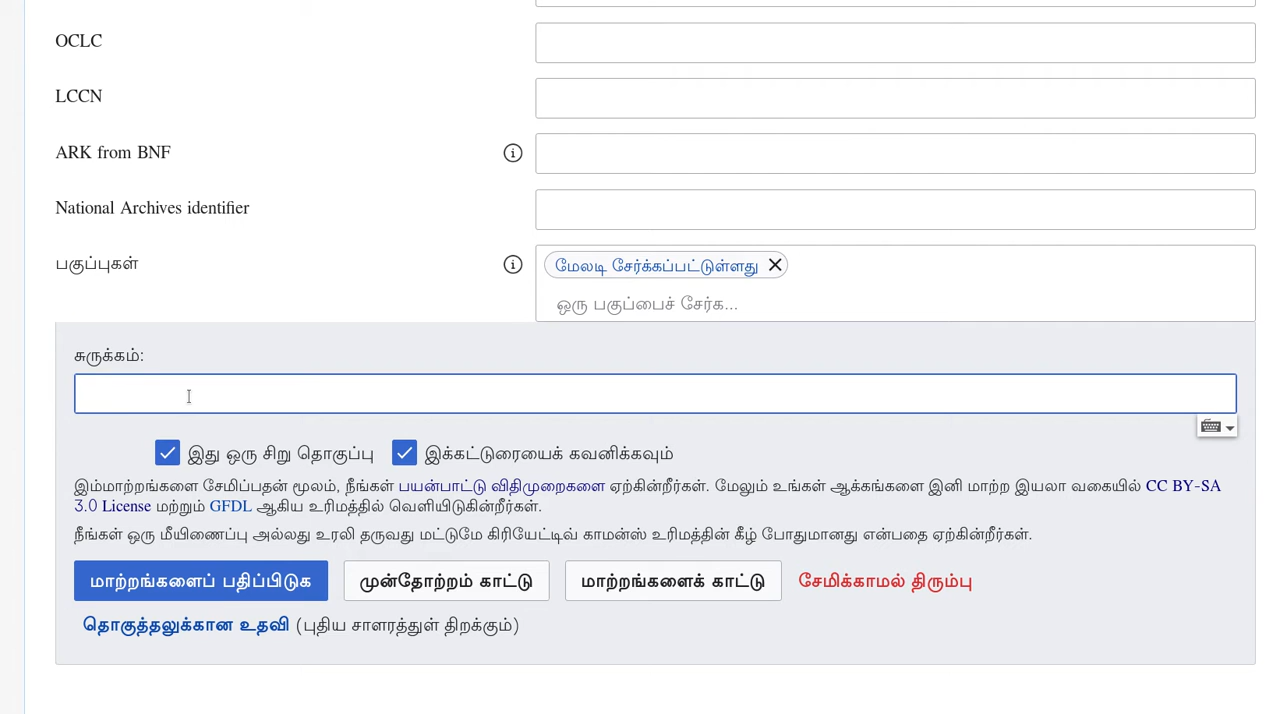 OCLC
LCCN
ARK from BNF
National Archives identifier
பகுப்புகள்
மேலடி சேர்க்கப்பட்டுள்ளது
ஒரு பகுப்பைச் சேர்க...
சுருக்கம்:
இது ஒரு சிறு தொகுப்பு இக்கட்டுரையைக் கவனிக்கவும்
இம்மாற்றங்களை சேமிப்பதன் மூலம், நீங்கள் பயன்பாட்டு விதிமுறைகளை ஏற்கின்றீர்கள். மேலும் உங்கள் ஆக்கங்களை இனி மாற்ற இயலா வகையில் CC BY-SA
3.0 License மற்றும் GFDL ஆகிய உரிமத்தில் வெளியிடுகின்றீர்கள்.
நீங்கள் ஒரு மீயிணைப்பு அல்லது உரலி தருவது மட்டுமே கிரியேட்டிவ் காமன்ஸ் உரிமத்தின் கீழ் போதுமானது என்பதை ஏற்கின்றீர்கள்.
மாற்றங்களைப் பதிப்பிடுக முன்தோற்றம் காட்டு மாற்றங்களைக் காட்டு சேமிக்காமல் திரும்பு
தொகுத்தலுக்கான உதவி (புதிய சாளரத்துள் திறக்கும்)